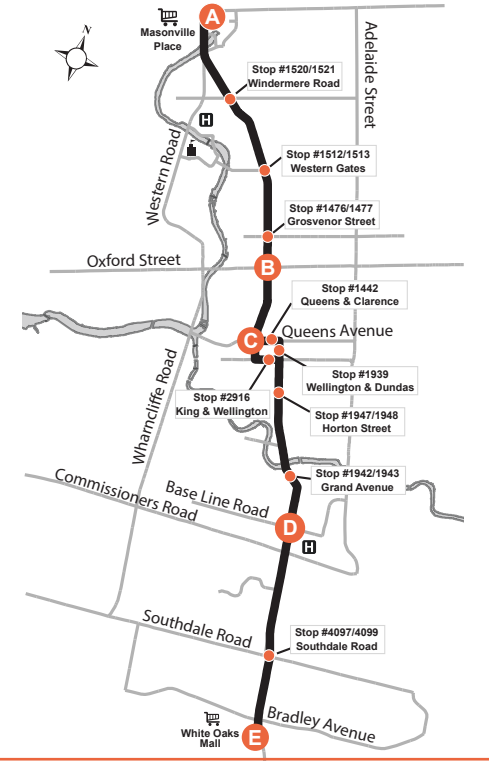 A
Masonville
Place
N
Adelaide Street
Stop #1520/1521
Windermere Road
H
Western Road
Stop #1512/1513
Western Gates
Stop #1476/1477
Grosvenor Street
Oxford Street
B
Stop #1442
Queens & Clarence
C
Queens Avenue
Stop #1939
Wellington & Dundas
Stop #2916
King & Wellington
Wharncliffe Road
Stop #1947/1948
Horton Street
Stop #1942/1943
Grand Avenue
Commissioners Road
Base Line Road
D
H
Southdale Road
Stop #4097/4099
Southdale Road
Bradley Avenue
White Oaks
Mall
E